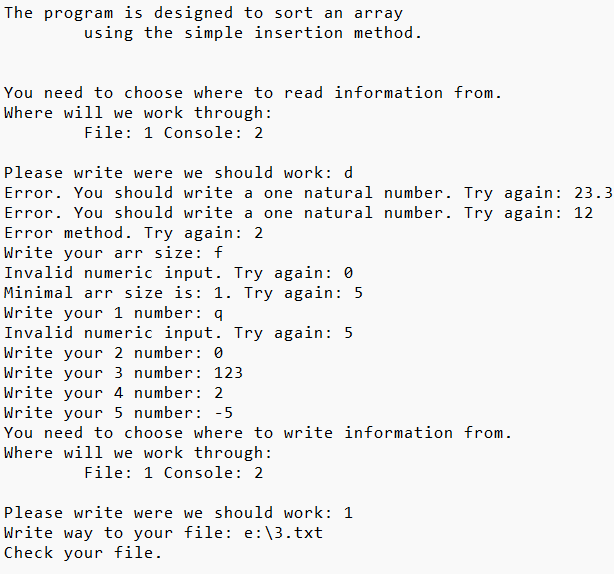 The program is designed to sort an array
using the simple insertion method.
You need to choose where to read information from.
Where will we work through:
File: 1 Console: 2
Please write were we should work: d
Error. You should write a one natural number. Try again: 23.3
Error. You should write a one natural number. Try again: 12
Error method. Try again: 2
Write your arr size: f
Invalid numeric input. Try again: 0
Minimal arr size is: 1. Try again: 5
Write your 1 number: q
Invalid numeric input. Try again: 5
Write your 2 number: 0
Write your 3 number: 123
Write your 4 number: 2
Write your 5 number: -5
You need to choose where to write information from.
Where will we work through:
File: 1 Console: 2
Please write were we should work: 1
Write way to your file: e:\3.txt
Check your file.